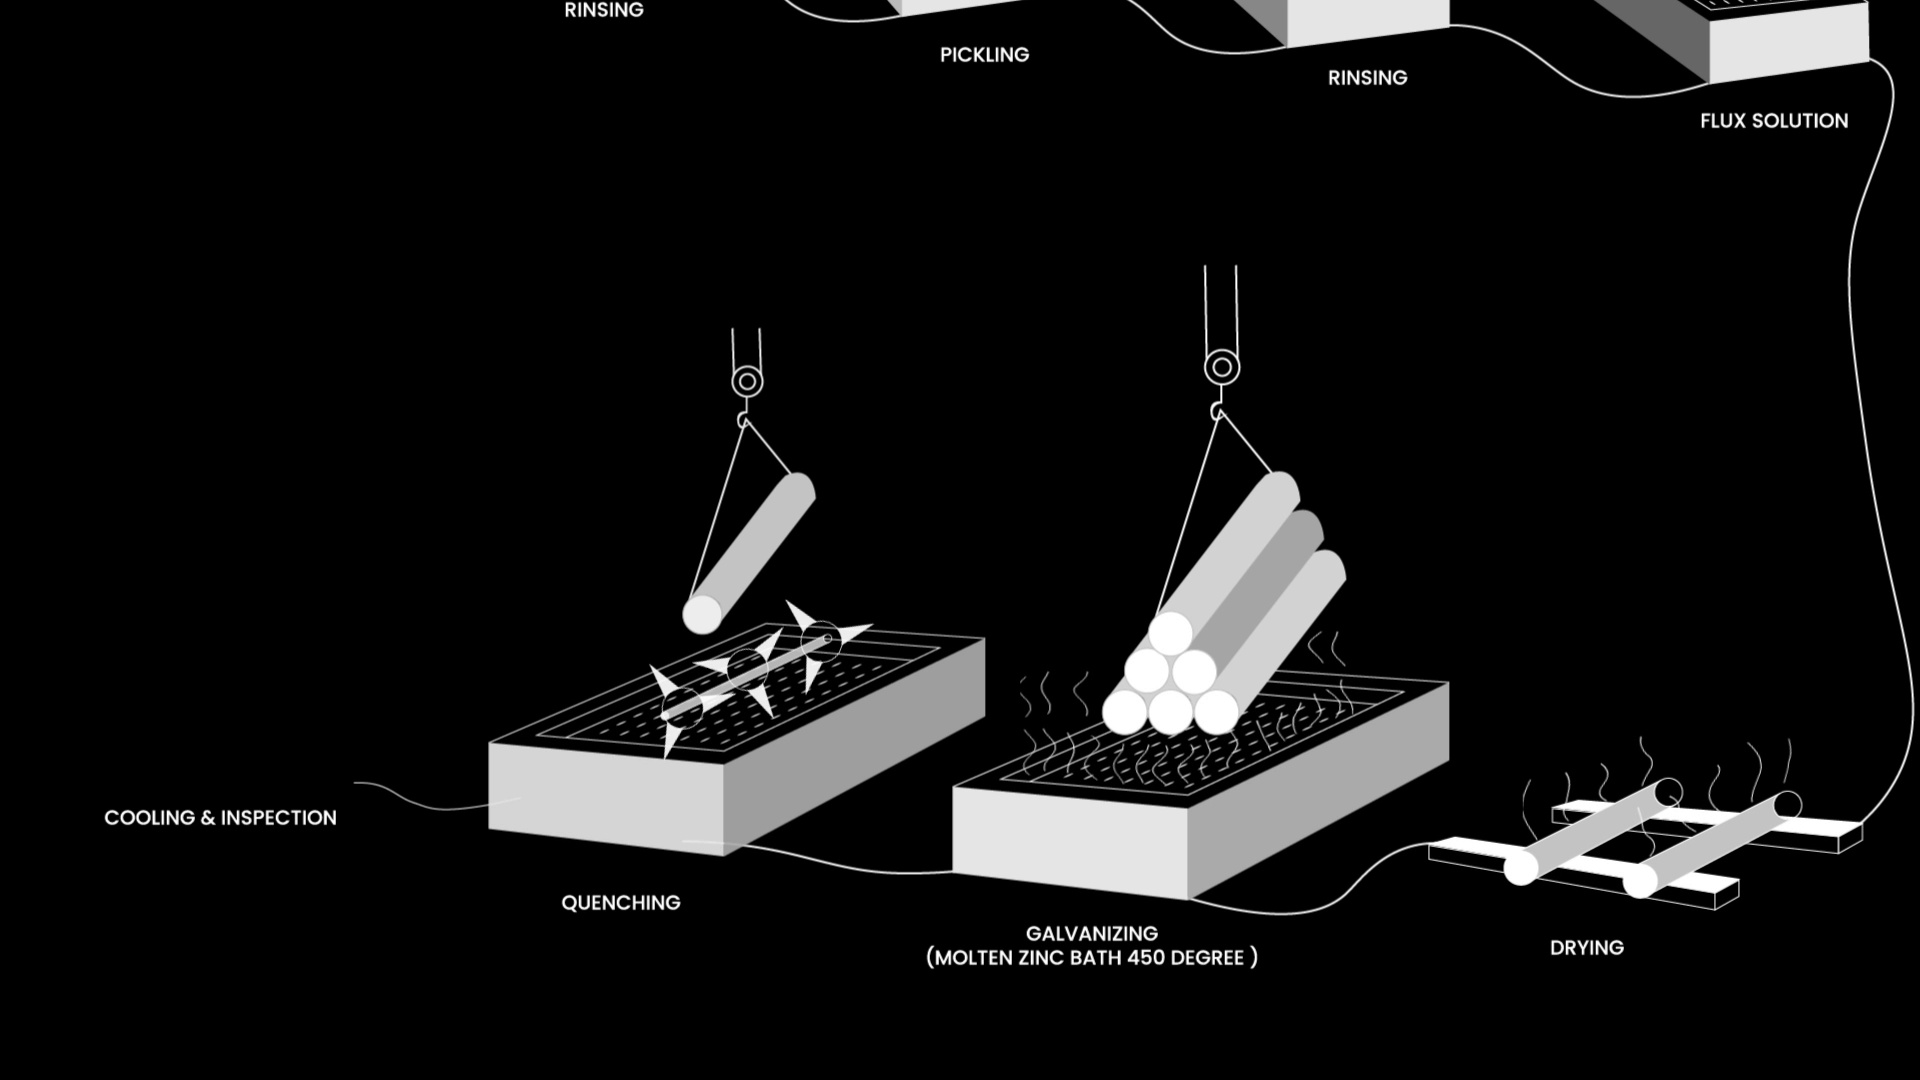 RINSING
PICKLING
RINSING
FLUX SOLUTION
COOLING & INSPECTION
QUENCHING
GALVANIZING
(MOLTEN ZINC BATH 450 DEGREE )
DRYING